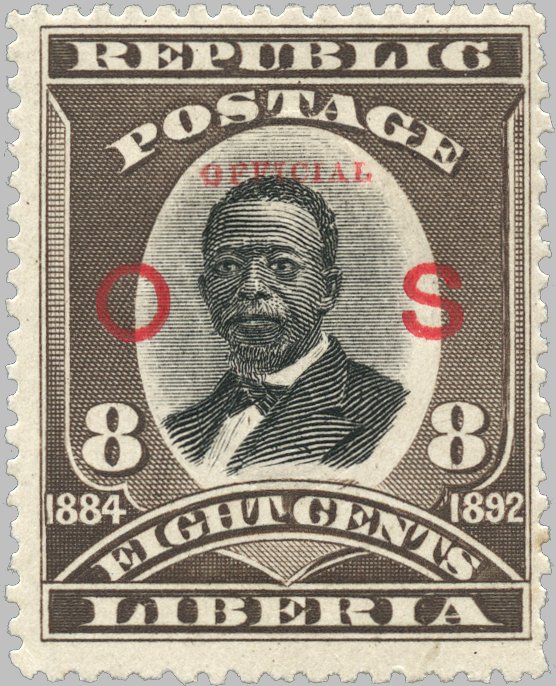 REPUBLIC
POSTAGE
OFFICIAL
O S
8 8
1884 1892
EIGHT CENTS
LIBERIA